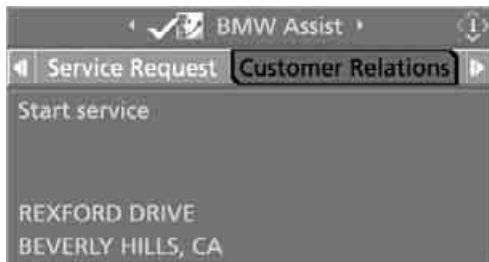 BMW Assist
Service Request Customer Relations
Start service
REXFORD DRIVE
BEVERLY HILLS, CA